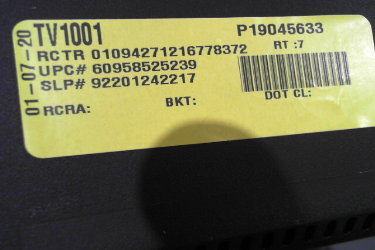 01-07-20
TV1001 P19045633
RCTR 01094271216778372 RT :7
UPC# 60958525239
SLP# 92201242217
RCRA: BKT: DOT CL: